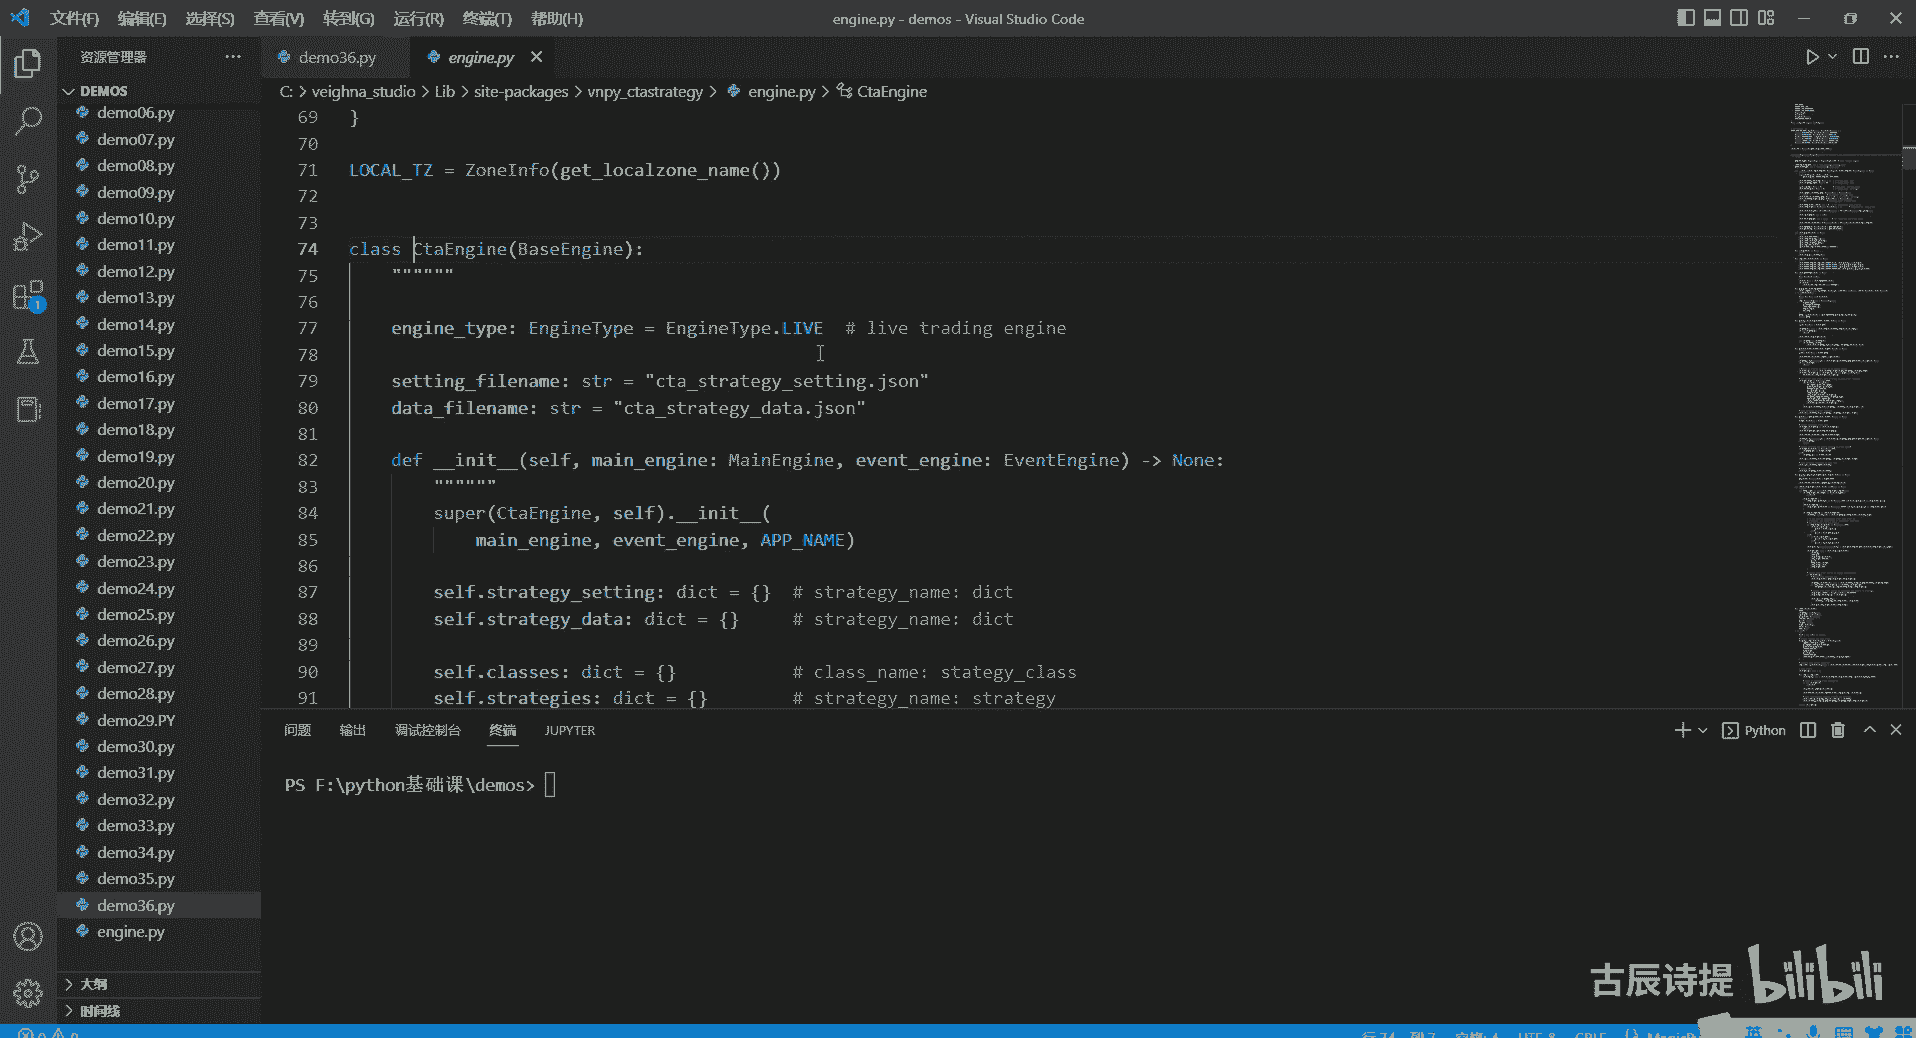 文件(F) 编辑(E) 选择(S) 查看(V) 转到(G) 运行(R) 终端(T) 帮助(H) engine.py - demos - Visual Studio Code
资源管理器 ···
demo36.py engine.py
DEMOS
C: > veighna_studio > Lib > site-packages > vnpy_ctastrategy > engine.py > CtaEngine
demo06.py
demo07.py
demo08.py
demo09.py
demo10.py
demo11.py
demo12.py
demo13.py
demo14.py
demo15.py
demo16.py
demo17.py
demo18.py
demo19.py
demo20.py
demo21.py
demo22.py
demo23.py
demo24.py
demo25.py
demo26.py
demo27.py
demo28.py
demo29.PY
demo30.py
demo31.py
demo32.py
demo33.py
demo34.py
demo35.py
demo36.py
engine.py
大纲
时间线
1
69 }
70
71 LOCAL_TZ = ZoneInfo(get_localzone_name())
72
73
74 class CtaEngine(BaseEngine):
75 """"""
76
77 engine_type: EngineType = EngineType.LIVE # live trading engine
78
79 setting_filename: str = "cta_strategy_setting.json"
80 data_filename: str = "cta_strategy_data.json"
81
82 def __init__(self, main_engine: MainEngine, event_engine: EventEngine) -> None:
83 """"""
84 super(CtaEngine, self).__init__(
85 main_engine, event_engine, APP_NAME)
86
87 self.strategy_setting: dict = {} # strategy_name: dict
88 self.strategy_data: dict = {} # strategy_name: dict
89
90 self.classes: dict = {} # class_name: stategy_class
91 self.strategies: dict = {} # strategy_name: strategy
问题 输出 调试控制台 终端 JUPYTER Python
PS F:\python基础课\demos>
古辰诗提 bilibili